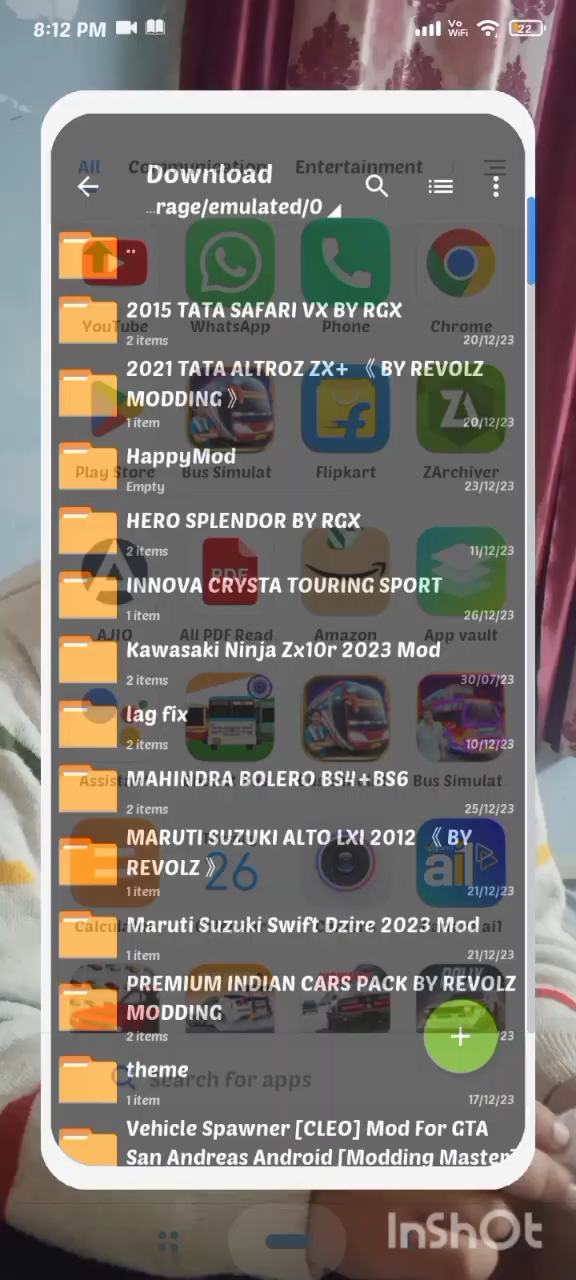 8:12 PM
Vo
WiFi
22
All Communication Entertainment
Download
...rage/emulated/0
YouTube WhatsApp Phone Chrome
2015 TATA SAFARI VX BY RGX
2 items 20/12/23
2021 TATA ALTROZ ZX+ 《 BY REVOLZ
MODDING 》
1 item 20/12/23
Play Store Bus Simulat Flipkart ZArchiver
HappyMod
Empty 23/12/23
HERO SPLENDOR BY RGX
2 items 11/12/23
PDF
INNOVA CRYSTA TOURING SPORT
1 item 26/12/23
AJIO All PDF Read Amazon App vault
Kawasaki Ninja Zx10r 2023 Mod
2 items 30/07/23
lag fix
2 items 10/12/23
MAHINDRA BOLERO BS4+BS6
Bus Simulat
2 items 25/12/23
MARUTI SUZUKI ALTO LXI 2012 《 BY
REVOLZ 》
26
1 item 21/12/23
Maruti Suzuki Swift Dzire 2023 Mod
1 item 21/12/23
PREMIUM INDIAN CARS PACK BY REVOLZ
MODDING
2 items 23
+
theme
Search for apps
1 item 17/12/23
Vehicle Spawner [CLEO] Mod For GTA
San Andreas Android [Modding Master]
InShOt